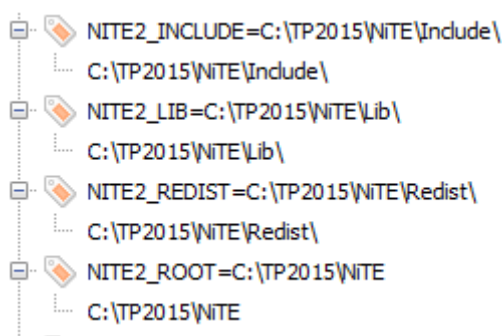 NITE2_INCLUDE=C:\TP2015\NiTE\Include\
C:\TP2015\NiTE\Include\
NITE2_LIB=C:\TP2015\NiTE\Lib\
C:\TP2015\NiTE\Lib\
NITE2_REDIST=C:\TP2015\NiTE\Redist\
C:\TP2015\NiTE\Redist\
NITE2_ROOT=C:\TP2015\NiTE
C:\TP2015\NiTE